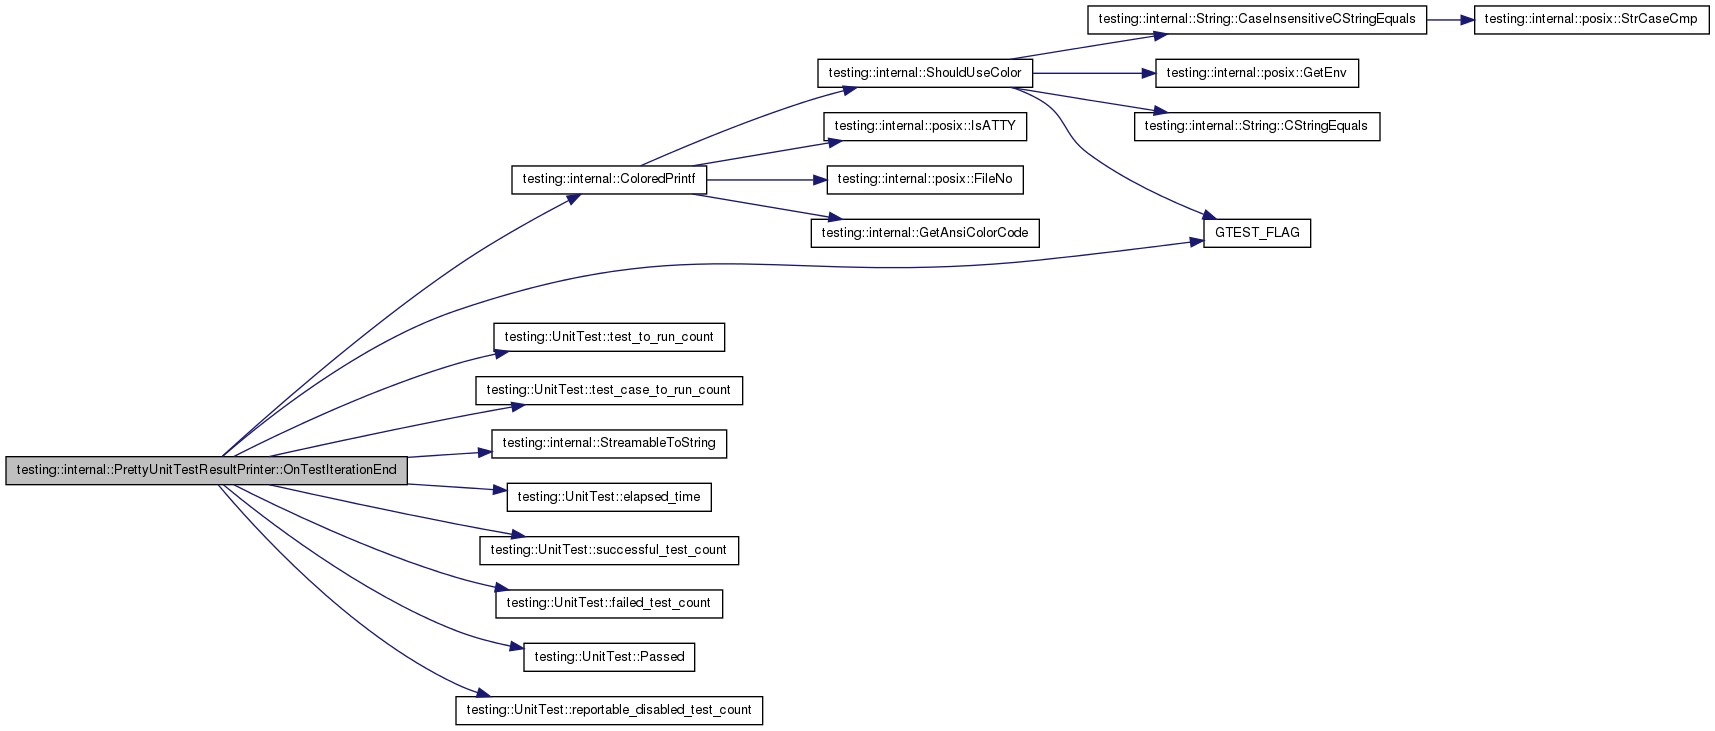 testing::internal::String::CaseInsensitiveCStringEquals
testing::internal::posix::StrCaseCmp
testing::internal::ShouldUseColor
testing::internal::posix::GetEnv
testing::internal::posix::IsATTY
testing::internal::String::CStringEquals
testing::internal::ColoredPrintf
testing::internal::posix::FileNo
testing::internal::GetAnsiColorCode
GTEST_FLAG
testing::UnitTest::test_to_run_count
testing::UnitTest::test_case_to_run_count
testing::internal::StreamableToString
testing::internal::PrettyUnitTestResultPrinter::OnTestIterationEnd
testing::UnitTest::elapsed_time
testing::UnitTest::successful_test_count
testing::UnitTest::failed_test_count
testing::UnitTest::Passed
testing::UnitTest::reportable_disabled_test_count